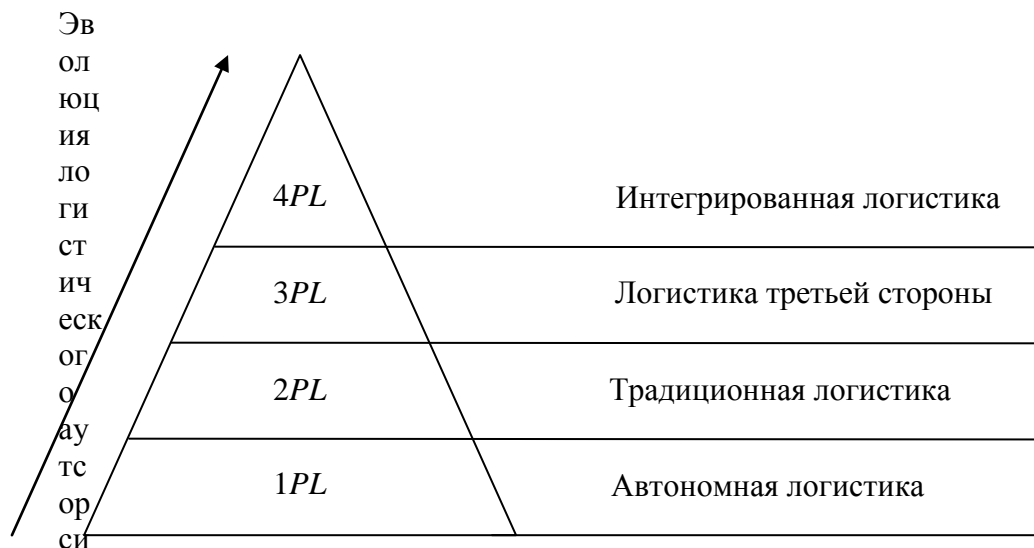 Эв
ол
юц
ия
ло
ги
ст
ич
еск
ог
о
ау
тс
ор
си
4PL
Интегрированная логистика
3PL
Логистика третьей стороны
2PL
Традиционная логистика
1PL
Автономная логистика